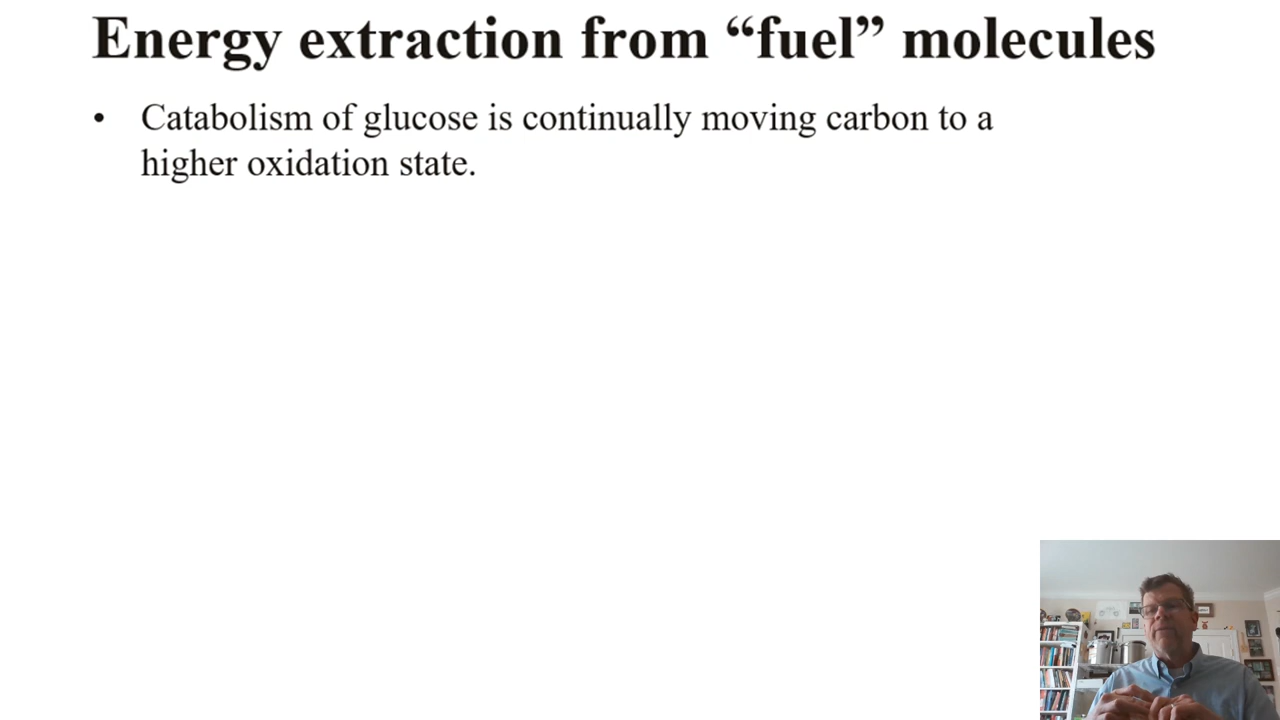 Energy extraction from “fuel” molecules
• Catabolism of glucose is continually moving carbon to a
higher oxidation state.